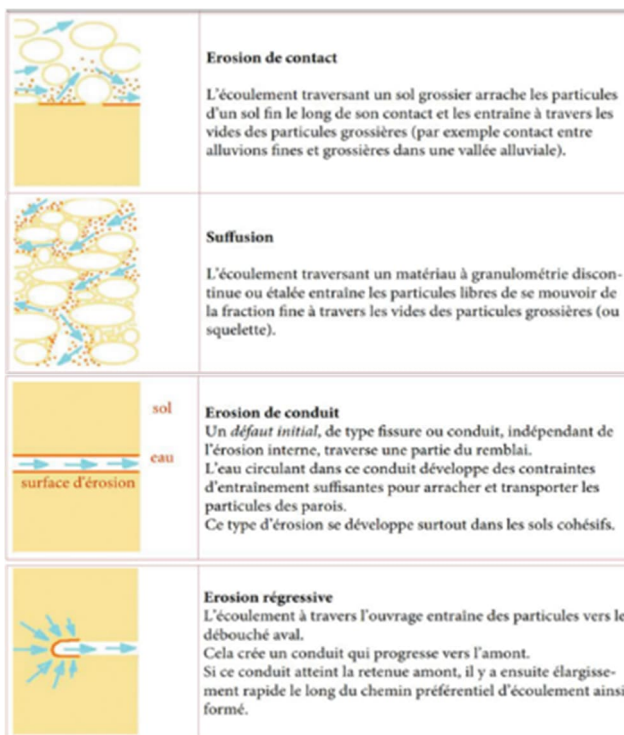 Erosion de contact
L'écoulement traversant un sol grossier arrache les particules
d'un sol fin le long de son contact et les entraîne à travers les
vides des particules grossières (par exemple contact entre
alluvions fines et grossières dans une vallée alluviale).
Suffusion
L'écoulement traversant un matériau à granulométrie discon-
tinue ou étalée entraîne les particules libres de se mouvoir de
la fraction fine à travers les vides des particules grossières (ou
squelette).
sol
eau
surface d'érosion
Erosion de conduit
Un défaut initial, de type fissure ou conduit, indépendant de
l'érosion interne, traverse une partie du remblai.
L'eau circulant dans ce conduit développe des contraintes
d'entraînement suffisantes pour arracher et transporter les
particules des parois.
Ce type d'érosion se développe surtout dans les sols cohésifs.
Erosion régressive
L'écoulement à travers l'ouvrage entraîne des particules vers le
débouché aval.
Cela crée un conduit qui progresse vers l'amont.
Si ce conduit atteint la retenue amont, il y a ensuite élargisse-
ment rapide le long du chemin préférentiel d'écoulement ainsi
formé.